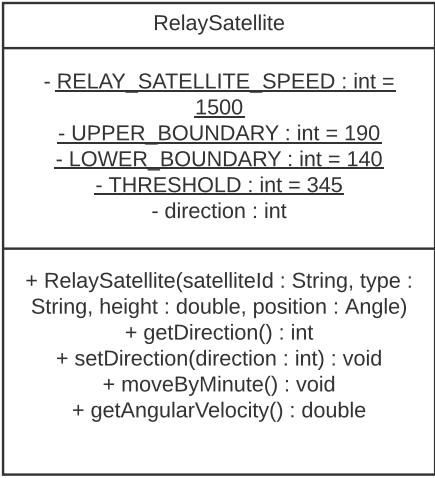 RelaySatellite
- RELAY_SATELLITE_SPEED : int =
1500
- UPPER_BOUNDARY : int = 190
- LOWER_BOUNDARY : int = 140
- THRESHOLD : int = 345
- direction : int
+ RelaySatellite(satelliteId : String, type :
String, height : double, position : Angle)
+ getDirection() : int
+ setDirection(direction : int) : void
+ moveByMinute() : void
+ getAngularVelocity() : double